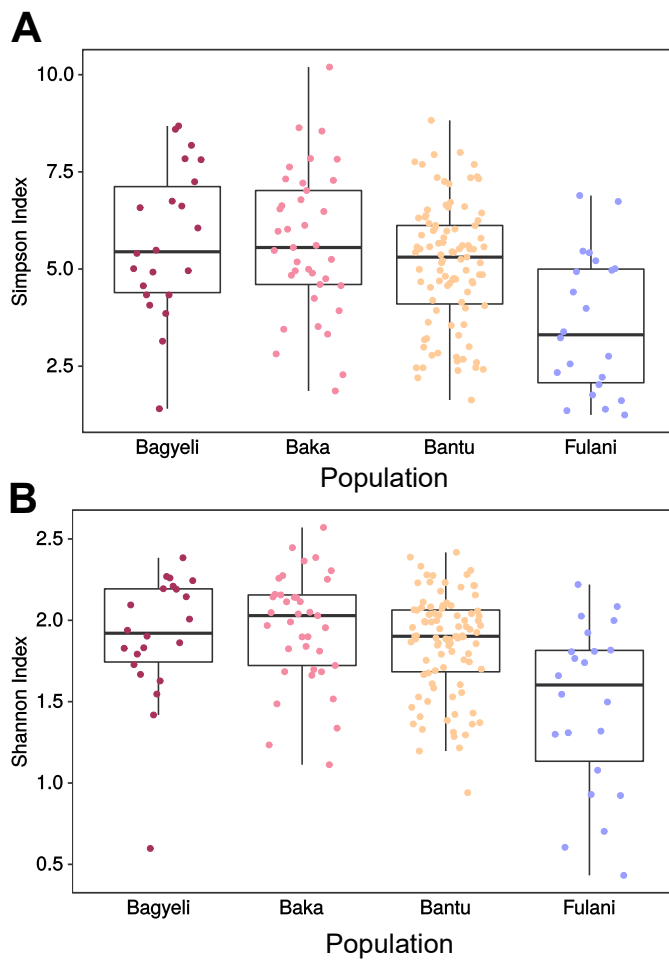 A
10.0
7.5
5.0
2.5
Simpson Index
Bagyeli Baka Bantu Fulani
Population
B
2.5
2.0
1.5
1.0
0.5
Shannon Index
Bagyeli Baka Bantu Fulani
Population